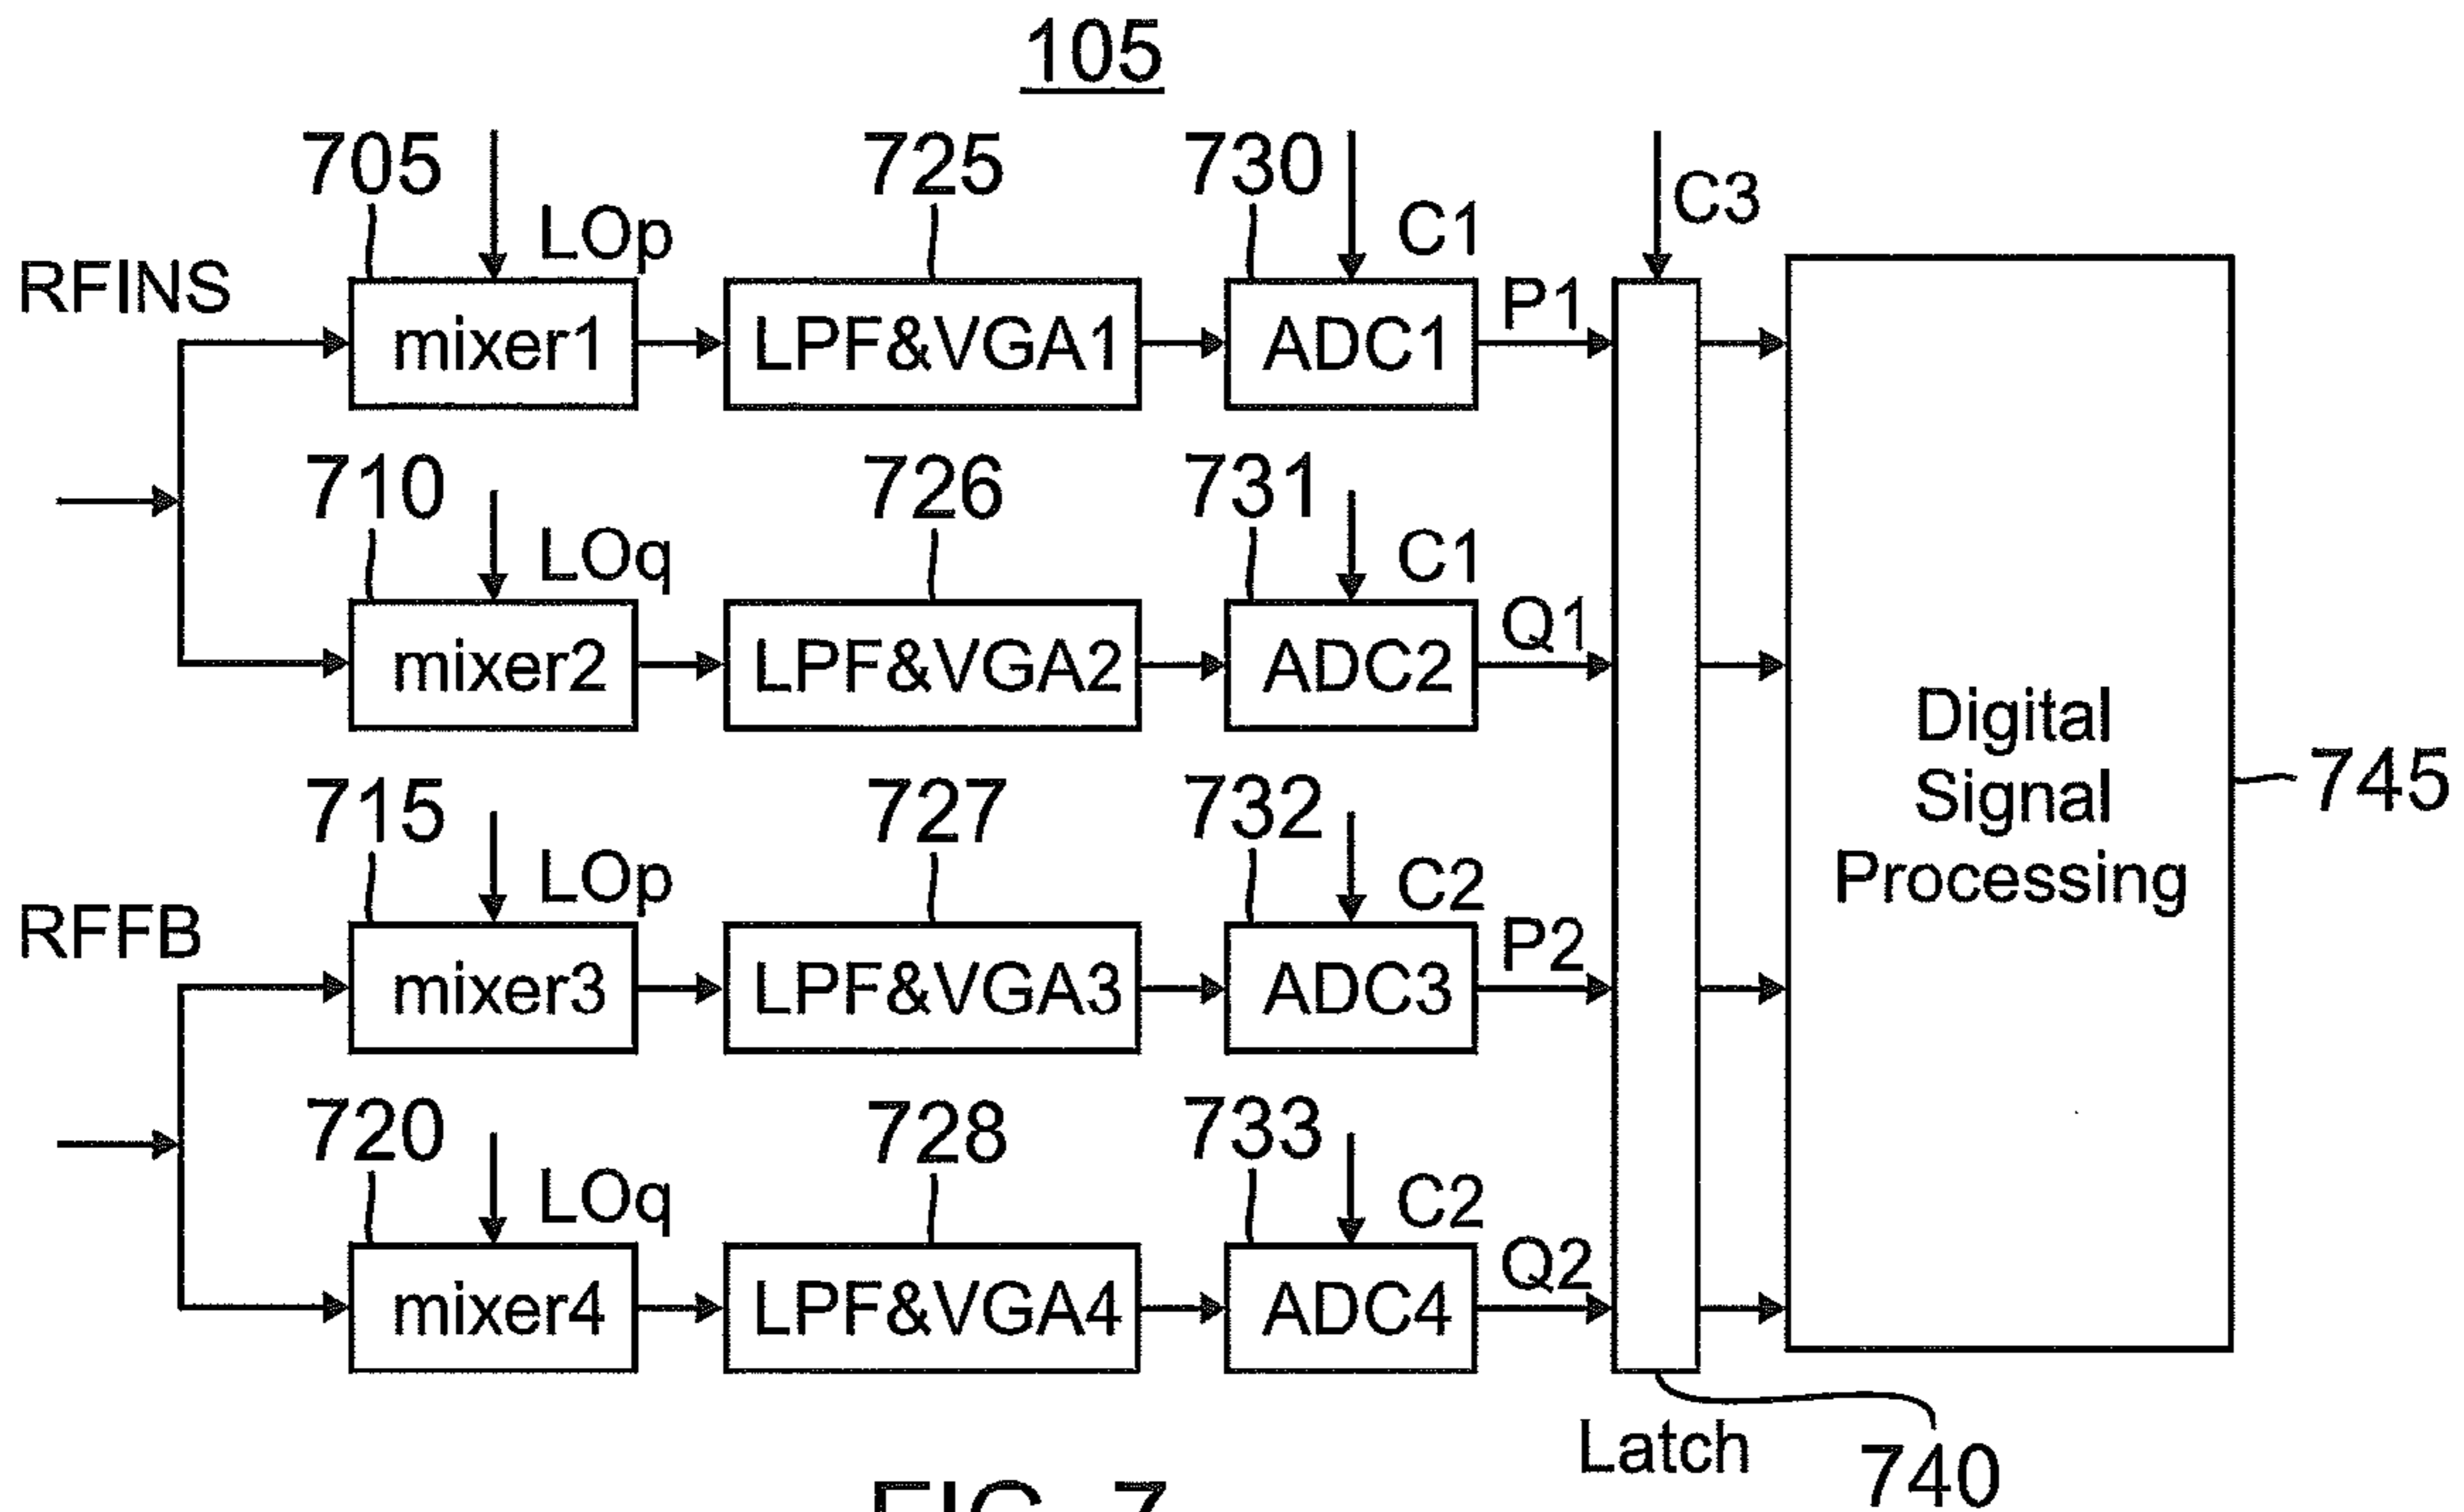 105
705
725
730
C3
LOp
C1
RFINS
P1
mixer1
LPF&VGA1
ADC1
710
726
731
LOq
C1
Q1
mixer2
LPF&VGA2
ADC2
Digital
Signal
Processing
745
715
727
732
LOp
C2
RFFB
P2
mixer3
LPF&VGA3
ADC3
720
728
733
LOq
C2
Q2
mixer4
LPF&VGA4
ADC4
Latch
740
FIG. 7